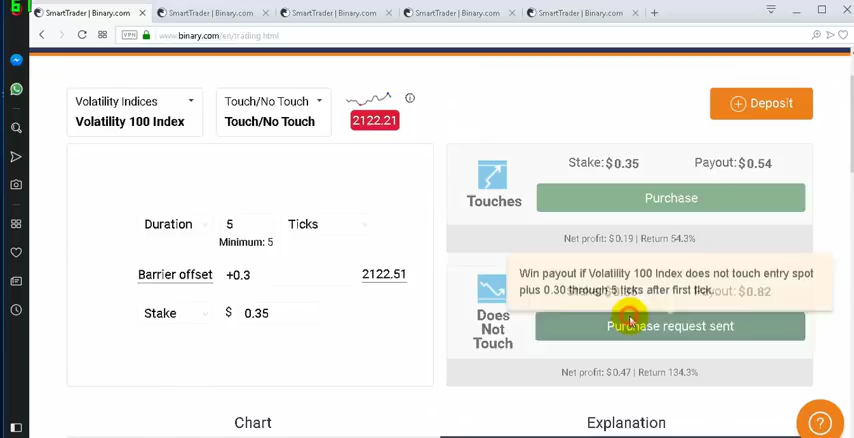 SmartTrader | Binary.com
SmartTrader | Binary.com
SmartTrader | Binary.com
SmartTrader | Binary.com
SmartTrader | Binary.com
VPN
www.binary.com/en/trading.html
Volatility Indices
Volatility 100 Index
Touch/No Touch
Touch/No Touch
2122.21
Deposit
Duration
5
Ticks
Minimum: 5
Barrier offset
+0.3
2122.51
Stake
$
0.35
Stake: $0.35
Payout: $0.54
Touches
Purchase
Net profit: $0.19 | Return 54.3%
Win payout if Volatility 100 Index does not touch entry spot
plus 0.30 through 5 ticks after first tick.
Payout: $0.82
Does
Not
Touch
Purchase request sent
Net profit: $0.47 | Return 134.3%
Chart
Explanation
?